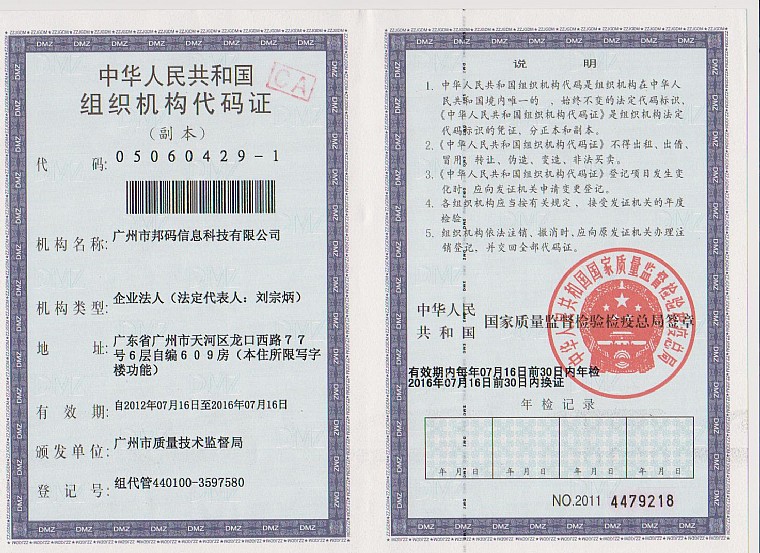 中华人民共和国
组织机构代码证
CA
(副本)
代 码: 05060429-1
机构名称: 广州市邦码信息科技有限公司
机构类型: 企业法人（法定代表人：刘宗炳）
地 址: 广东省广州市天河区龙口西路77
号6层自编609房（本住所限写字
楼功能）
有 效 期: 自2012年07月16日至2016年07月16日
颁发单位: 广州市质量技术监督局
登 记 号: 组代管440100-3597580
说 明
1. 中华人民共和国组织机构代码是组织机构在中华人
民共和国境内唯一的、始终不变的法定代码标识，
《中华人民共和国组织机构代码证》是组织机构法定
代码标识的凭证，分正本和副本。
2.《中华人民共和国组织机构代码证》不得出租、出借、
冒用、转让、伪造、变造、非法买卖。
3.《中华人民共和国组织机构代码证》登记项目发生变
化时，应向发证机关申请变更登记。
4. 各组织机构应当按有关规定，接受发证机关的年度
检验。
5. 组织机构依法注销、撤消时，应向原发证机关办理注
销登记，并交回全部代码证。
中华人民
共和国 国家质量监督检验检疫总局签章
中华人民共和国国家质量监督检验检疫总局
有效期内每年07月16日前30日内年检
2016年07月16日前30日内换证
年检记录
年 月 日 年 月 日 年 月 日 年 月 日
NO.2011 4479218